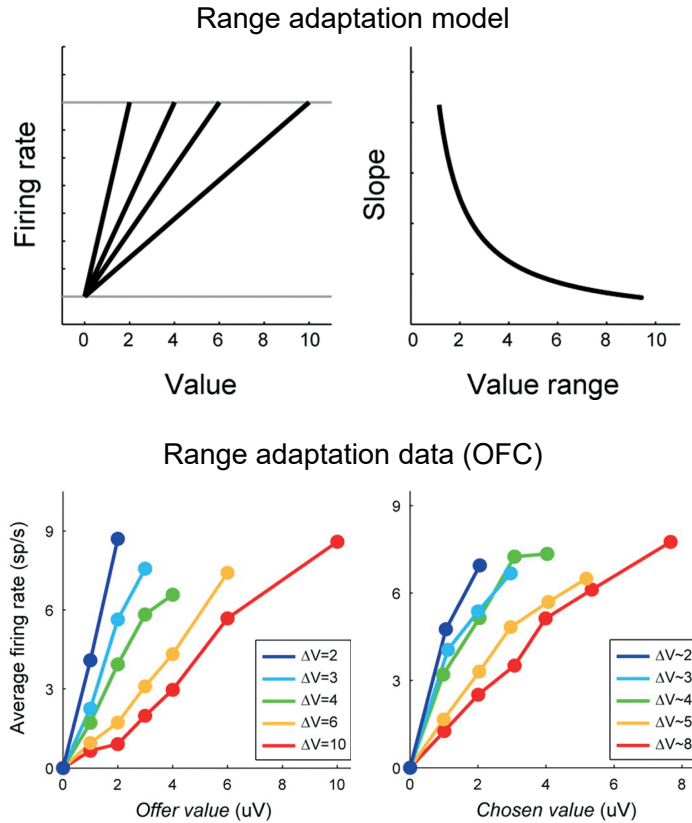 Range adaptation model
Firing rate
0 2 4 6 8 10
Value
Slope
0 2 4 6 8 10
Value range
Range adaptation data (OFC)
Average firing rate (sp/s)
9
6
3
0
0 2 4 6 8 10
Offer value (uV)
ΔV=2
ΔV=3
ΔV=4
ΔV=6
ΔV=10
9
6
3
0
0 2 4 6 8
Chosen value (uV)
ΔV~2
ΔV~3
ΔV~4
ΔV~5
ΔV~8